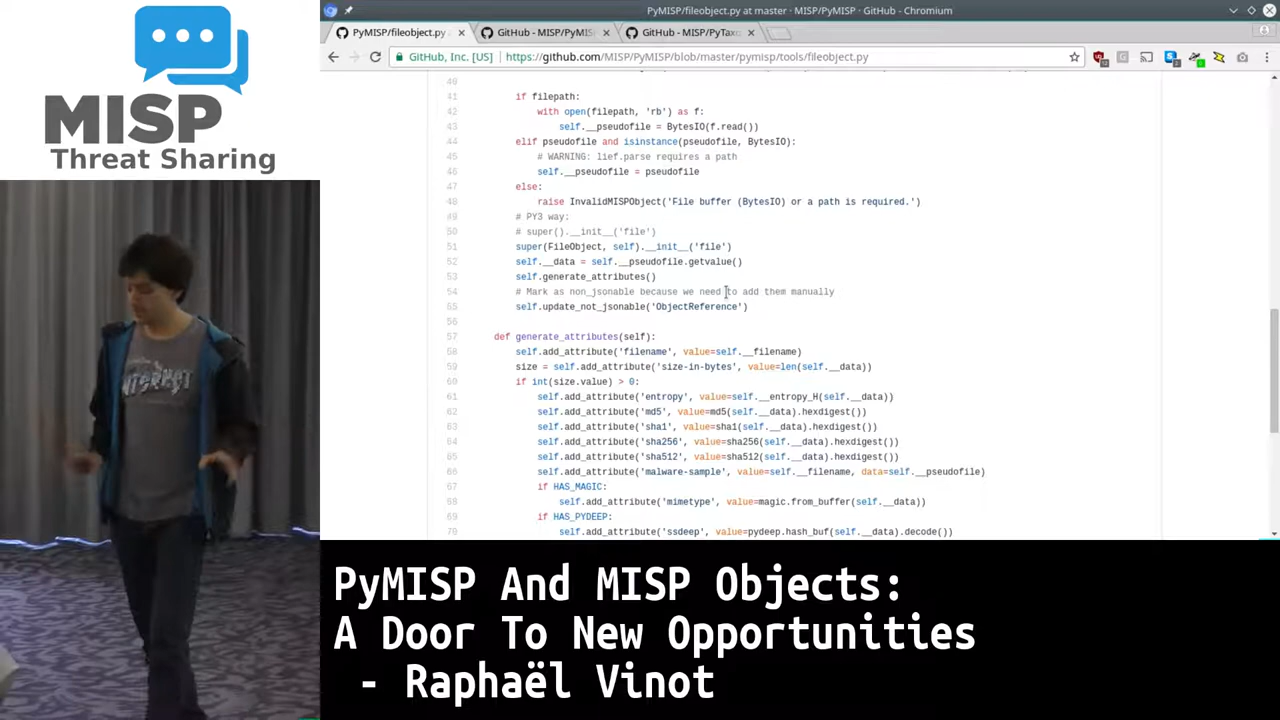 MISP
Threat Sharing
PyMISP/fileobject.py at master · MISP/PyMISP · GitHub - Chromium
PyMISP/fileobject.py
GitHub - MISP/PyMIS
GitHub - MISP/PyTaxo
GitHub, Inc. [US]
https://github.com/MISP/PyMISP/blob/master/pymisp/tools/fileobject.py
40
41 if filepath:
42 with open(filepath, 'rb') as f:
43 self.__pseudofile = BytesIO(f.read())
44 elif pseudofile and isinstance(pseudofile, BytesIO):
45 # WARNING: lief.parse requires a path
46 self.__pseudofile = pseudofile
47 else:
48 raise InvalidMISPObject('File buffer (BytesIO) or a path is required.')
49 # PY3 way:
50 # super().__init__('file')
51 super(FileObject, self).__init__('file')
52 self.__data = self.__pseudofile.getvalue()
53 self.generate_attributes()
54 # Mark as non_jsonable because we need to add them manually
55 self.update_not_jsonable('ObjectReference')
56
57 def generate_attributes(self):
58 self.add_attribute('filename', value=self.__filename)
59 size = self.add_attribute('size-in-bytes', value=len(self.__data))
60 if int(size.value) > 0:
61 self.add_attribute('entropy', value=self.__entropy_H(self.__data))
62 self.add_attribute('md5', value=md5(self.__data).hexdigest())
63 self.add_attribute('sha1', value=sha1(self.__data).hexdigest())
64 self.add_attribute('sha256', value=sha256(self.__data).hexdigest())
65 self.add_attribute('sha512', value=sha512(self.__data).hexdigest())
66 self.add_attribute('malware-sample', value=self.__filename, data=self.__pseudofile)
67 if HAS_MAGIC:
68 self.add_attribute('mimetype', value=magic.from_buffer(self.__data))
69 if HAS_PYDEEP:
70 self.add_attribute('ssdeep', value=pydeep.hash_buf(self.__data).decode())
PyMISP And MISP Objects:
A Door To New Opportunities
- Raphaël Vinot